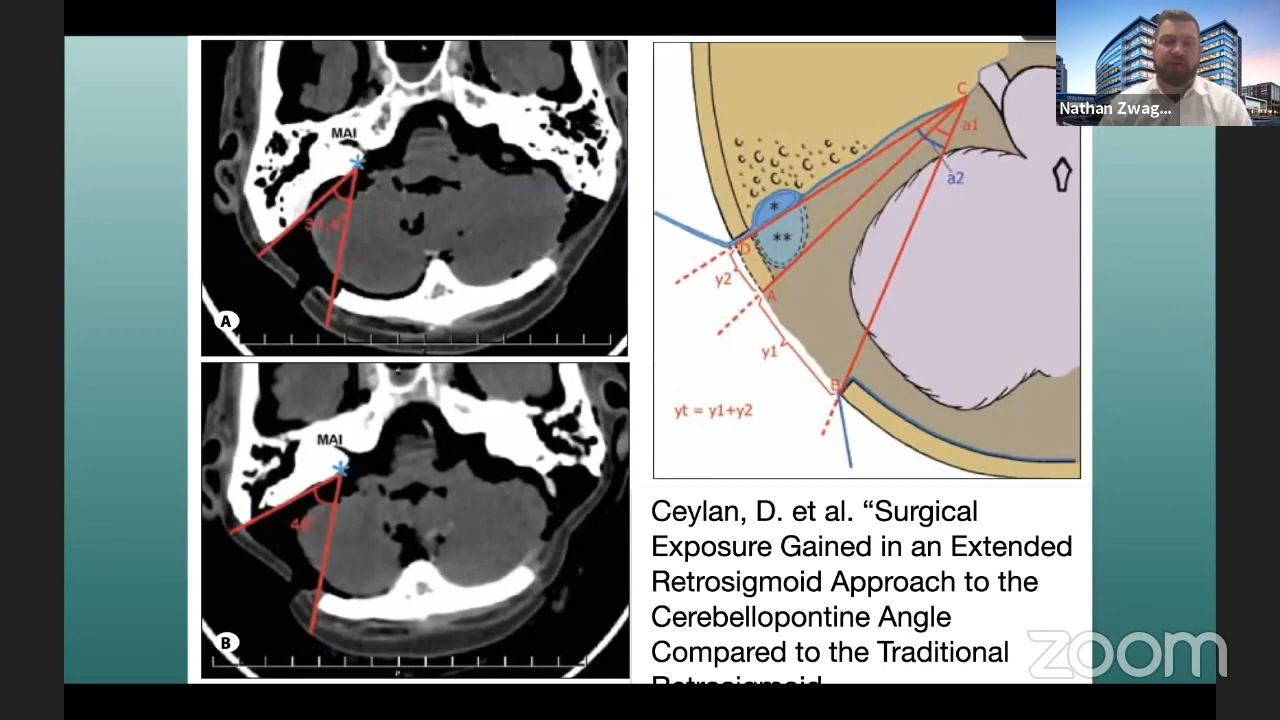 Nathan Zwag...
MAI
A
MAI
B
C
a1
a2
*
**
D
y2
A
y1
B
yt = y1+y2
Ceylan, D. et al. “Surgical
Exposure Gained in an Extended
Retrosigmoid Approach to the
Cerebellopontine Angle
Compared to the Traditional
Retrosigmoid
zoom